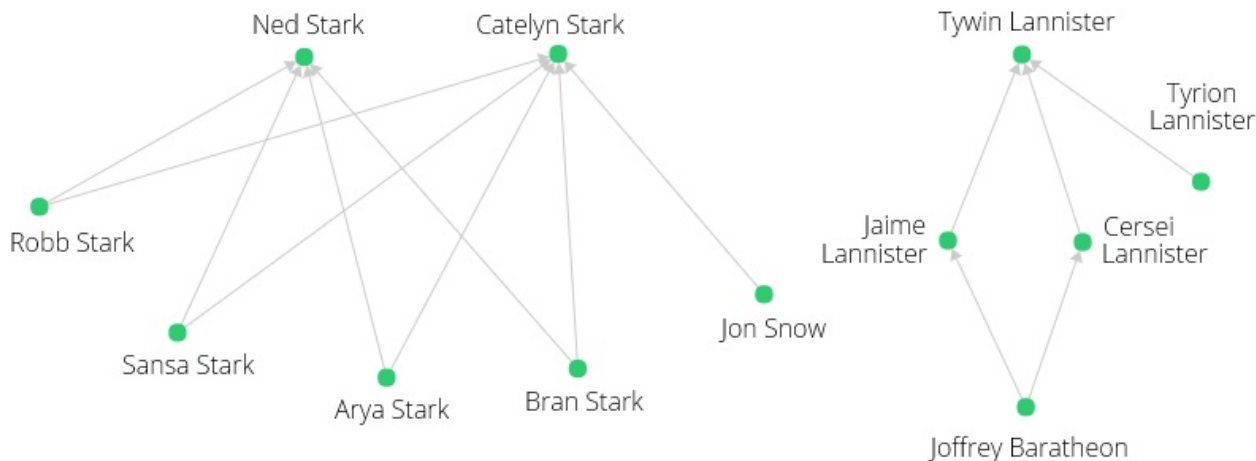 Ned Stark
Catelyn Stark
Tywin Lannister
Tyrion
Lannister
Robb Stark
Jaime
Lannister
Cersei
Lannister
Jon Snow
Sansa Stark
Arya Stark
Bran Stark
Joffrey Baratheon